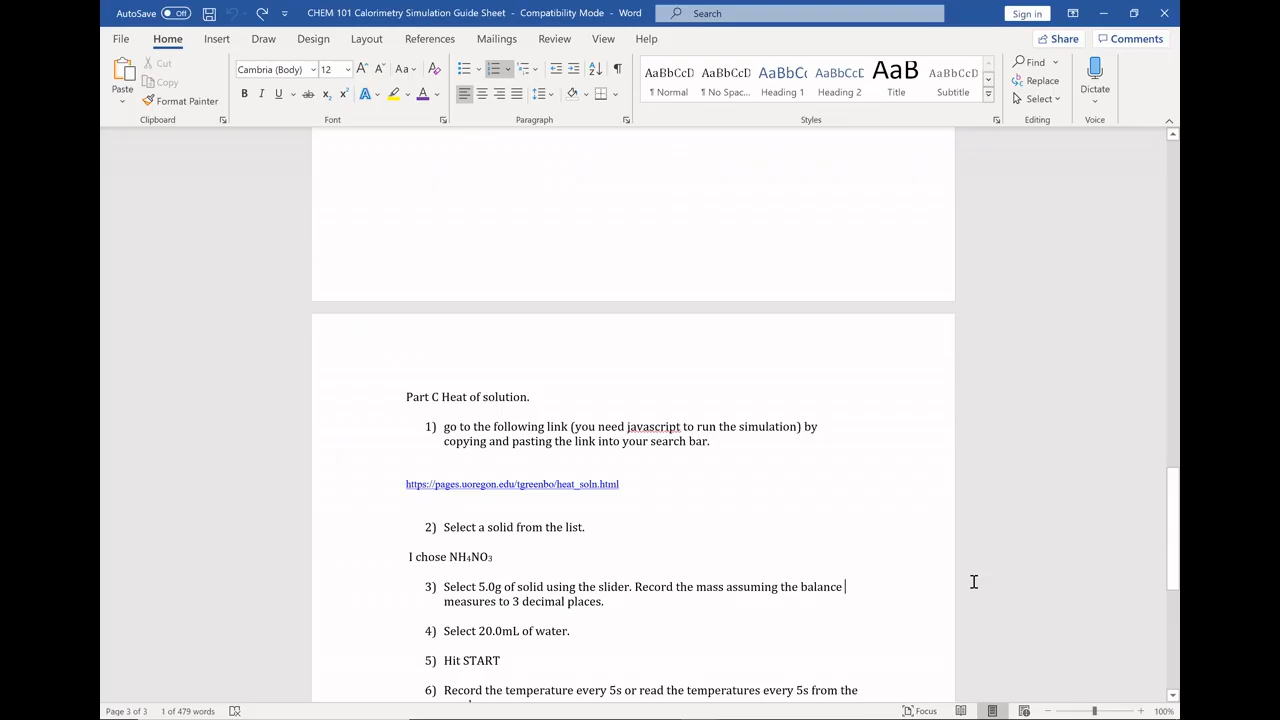 AutoSave Off CHEM 101 Calorimetry Simulation Guide Sheet - Compatibility Mode - Word Search Sign in
File Home Insert Draw Design Layout References Mailings Review View Help Share Comments
Paste Cut Copy Format Painter
Cambria (Body) 12
AaBbCcD AaBbCcD AaBbCc AaBbCcD AaB AaBbCcD
¶ Normal ¶ No Spac... Heading 1 Heading 2 Title Subtitle
Find Replace Select Dictate
Clipboard Font Paragraph Styles Editing Voice
Part C Heat of solution.
1) go to the following link (you need javascript to run the simulation) by
copying and pasting the link into your search bar.
https://pages.uoregon.edu/tgreenbo/heat_soln.html
2) Select a solid from the list.
I chose NH₄NO₃
3) Select 5.0g of solid using the slider. Record the mass assuming the balance
measures to 3 decimal places.
4) Select 20.0mL of water.
5) Hit START
6) Record the temperature every 5s or read the temperatures every 5s from the
Page 3 of 3 1 of 479 words Focus 100%